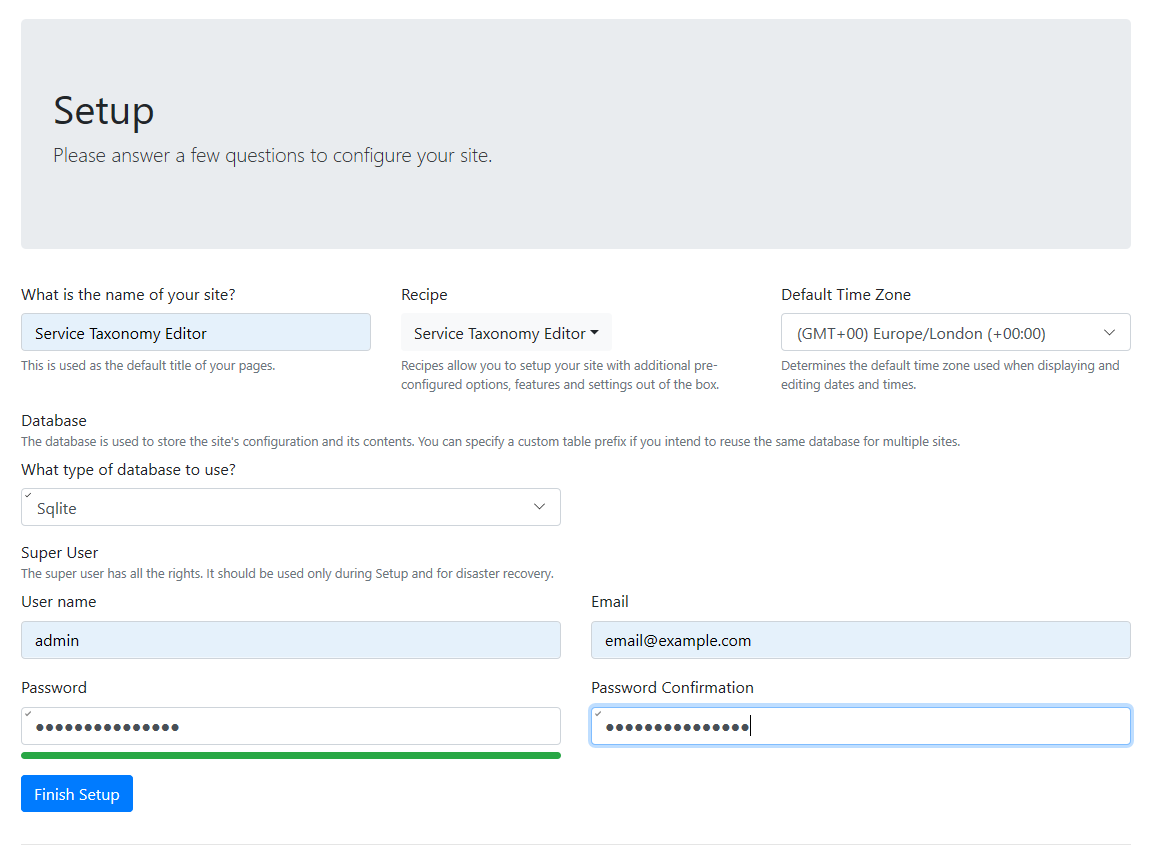 Setup
Please answer a few questions to configure your site.
What is the name of your site?
Service Taxonomy Editor
This is used as the default title of your pages.
Recipe
Service Taxonomy Editor
Recipes allow you to setup your site with additional pre-
configured options, features and settings out of the box.
Default Time Zone
(GMT+00) Europe/London (+00:00)
Determines the default time zone used when displaying and
editing dates and times.
Database
The database is used to store the site's configuration and its contents. You can specify a custom table prefix if you intend to reuse the same database for multiple sites.
What type of database to use?
Sqlite
Super User
The super user has all the rights. It should be used only during Setup and for disaster recovery.
User name
admin
Email
email@example.com
Password
●●●●●●●●●●●●●●●
Password Confirmation
●●●●●●●●●●●●●●●
Finish Setup